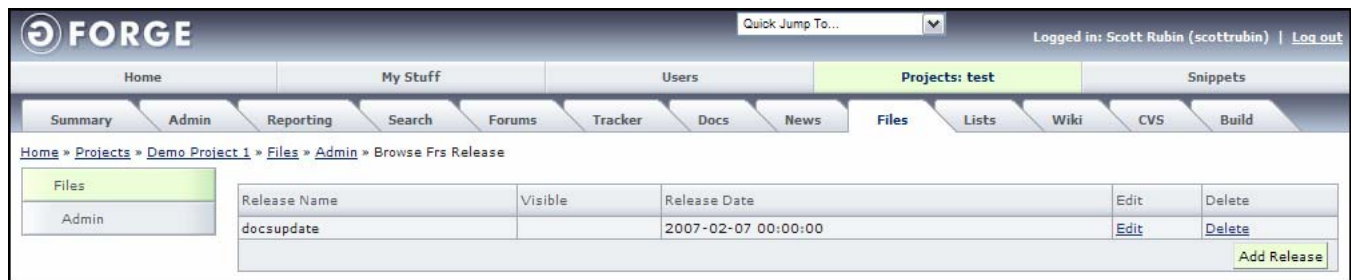 GFORGE
Quick Jump To...
Logged in: Scott Rubin (scottrubin) | Log out
Home My Stuff Users Projects: test Snippets
Summary Admin Reporting Search Forums Tracker Docs News Files Lists Wiki CVS Build
Home » Projects » Demo Project 1 » Files » Admin » Browse Frs Release
Files
Admin
Release Name Visible Release Date Edit Delete
docsupdate 2007-02-07 00:00:00 Edit Delete
Add Release